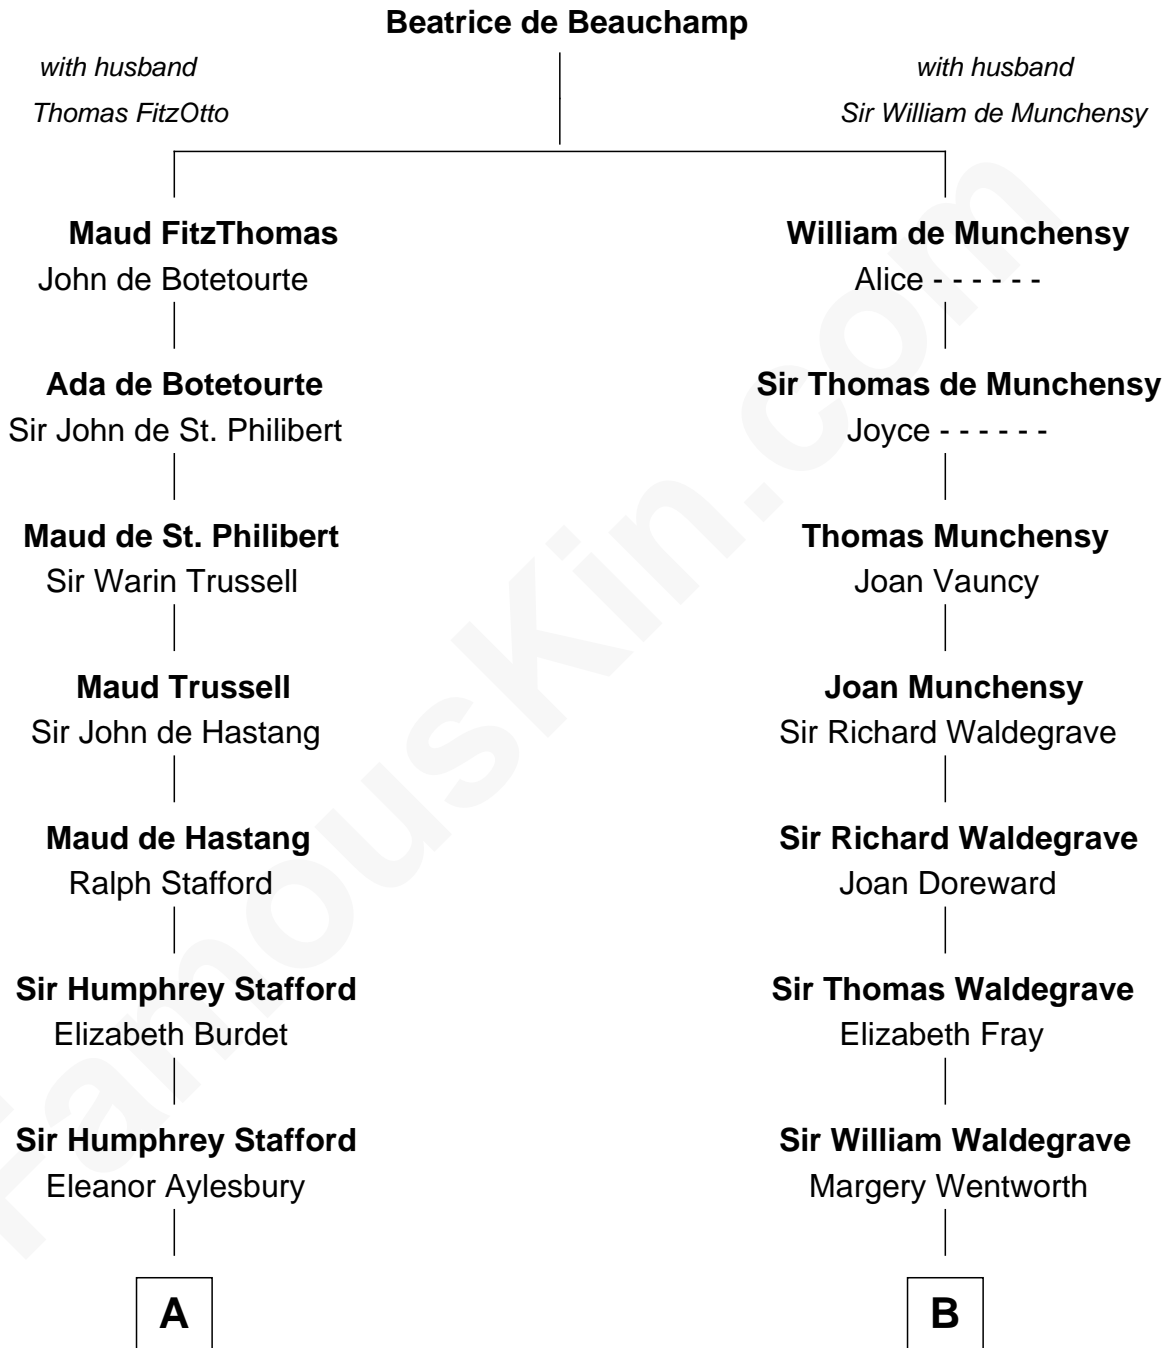 Beatrice de Beauchamp
with husband
Thomas FitzOtto
with husband
Sir William de Munchensy
Maud FitzThomas
John de Botetourte
William de Munchensy
Alice - - - - - -
Ada de Botetourte
Sir John de St. Philibert
Sir Thomas de Munchensy
Joyce - - - - - -
Maud de St. Philibert
Sir Warin Trussell
Thomas Munchensy
Joan Vauncy
Maud Trussell
Sir John de Hastang
Joan Munchensy
Sir Richard Waldegrave
Maud de Hastang
Ralph Stafford
Sir Richard Waldegrave
Joan Doreward
Sir Humphrey Stafford
Elizabeth Burdet
Sir Thomas Waldegrave
Elizabeth Fray
Sir Humphrey Stafford
Eleanor Aylesbury
Sir William Waldegrave
Margery Wentworth
A
B
FamousKin.com